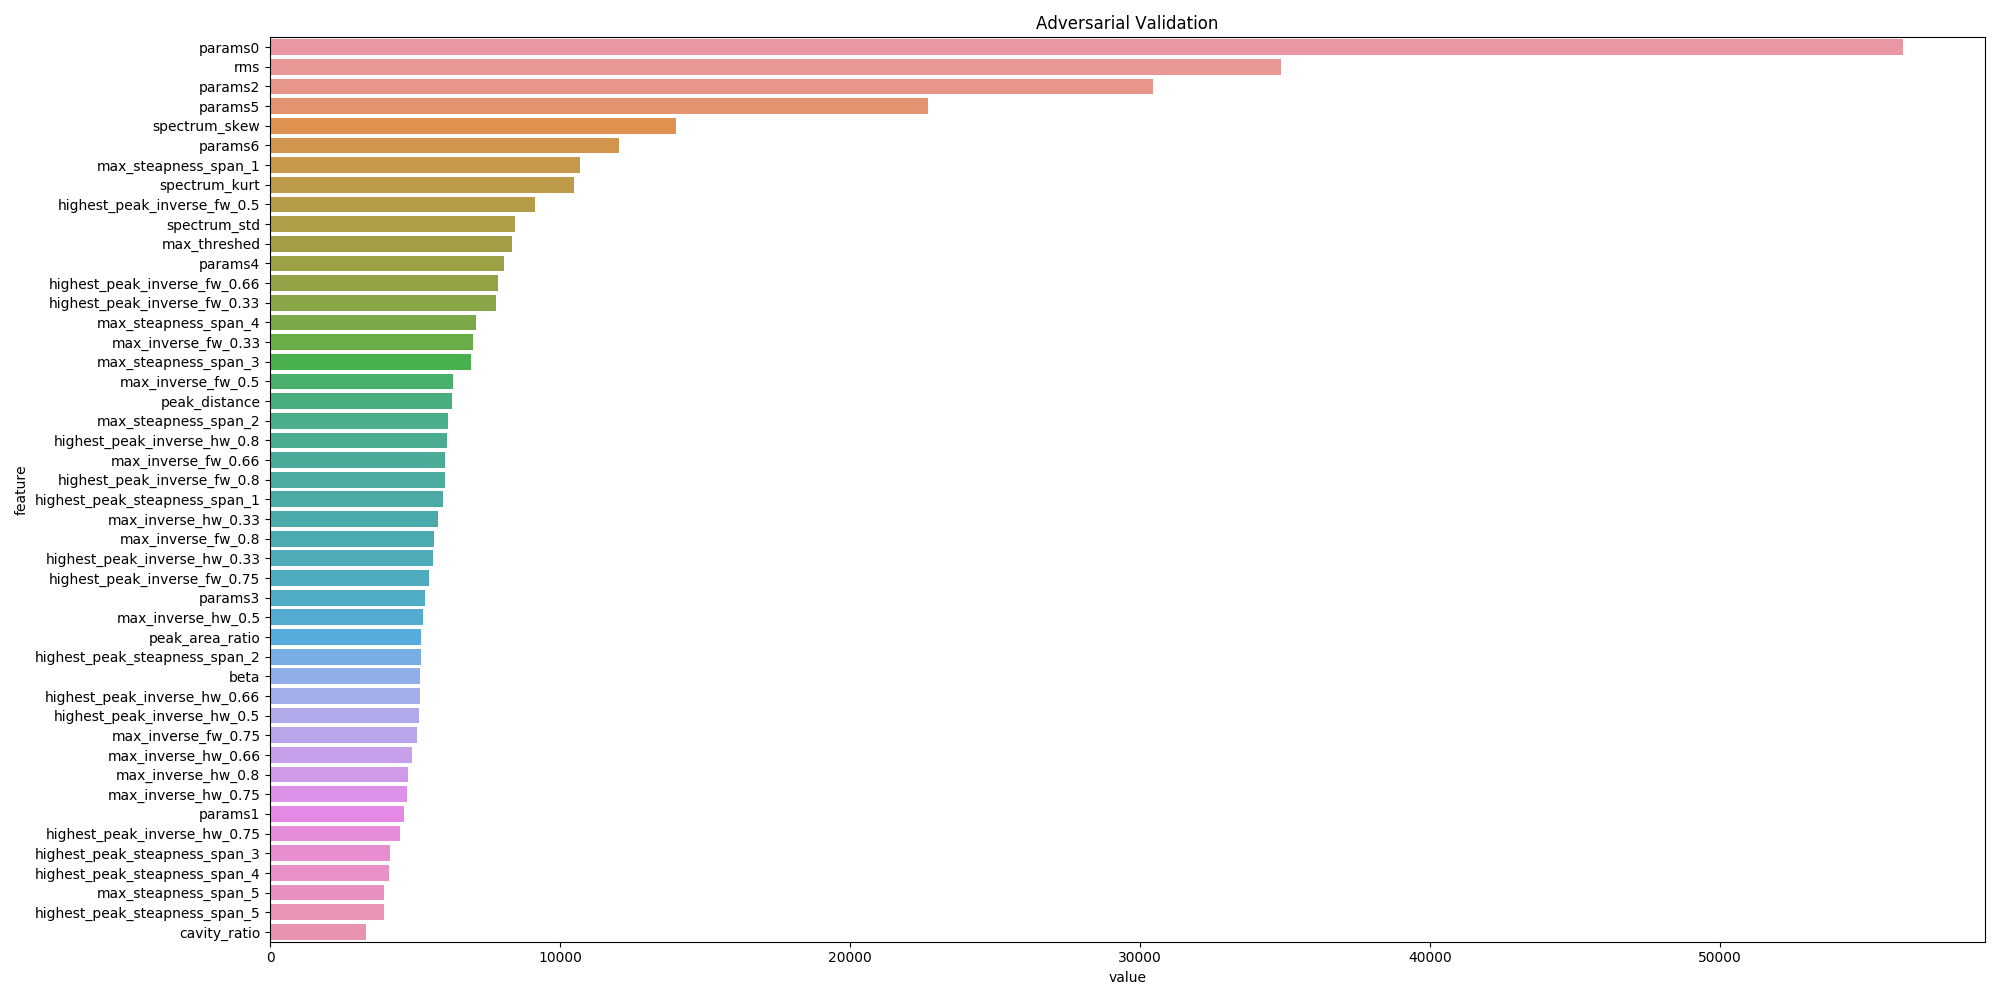 Adversarial Validation
params0
rms
params2
params5
spectrum_skew
params6
max_steapness_span_1
spectrum_kurt
highest_peak_inverse_fw_0.5
spectrum_std
max_threshed
params4
highest_peak_inverse_fw_0.66
highest_peak_inverse_fw_0.33
max_steapness_span_4
max_inverse_fw_0.33
max_steapness_span_3
max_inverse_fw_0.5
peak_distance
max_steapness_span_2
highest_peak_inverse_hw_0.8
max_inverse_fw_0.66
highest_peak_inverse_fw_0.8
highest_peak_steapness_span_1
max_inverse_hw_0.33
max_inverse_fw_0.8
highest_peak_inverse_hw_0.33
highest_peak_inverse_fw_0.75
params3
max_inverse_hw_0.5
peak_area_ratio
highest_peak_steapness_span_2
beta
highest_peak_inverse_hw_0.66
highest_peak_inverse_hw_0.5
max_inverse_fw_0.75
max_inverse_hw_0.66
max_inverse_hw_0.8
max_inverse_hw_0.75
params1
highest_peak_inverse_hw_0.75
highest_peak_steapness_span_3
highest_peak_steapness_span_4
max_steapness_span_5
highest_peak_steapness_span_5
cavity_ratio
feature
0 10000 20000 30000 40000 50000
value